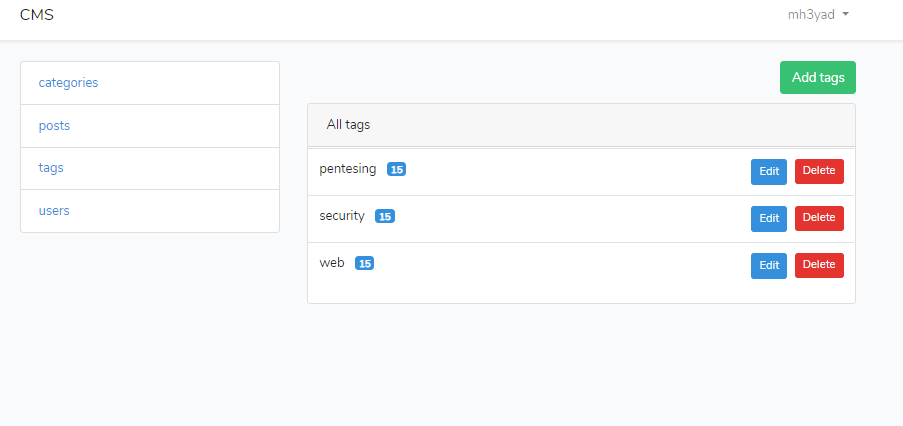 CMS
mh3yad
categories
posts
tags
users
Add tags
All tags
pentesing 15 Edit Delete
security 15 Edit Delete
web 15 Edit Delete